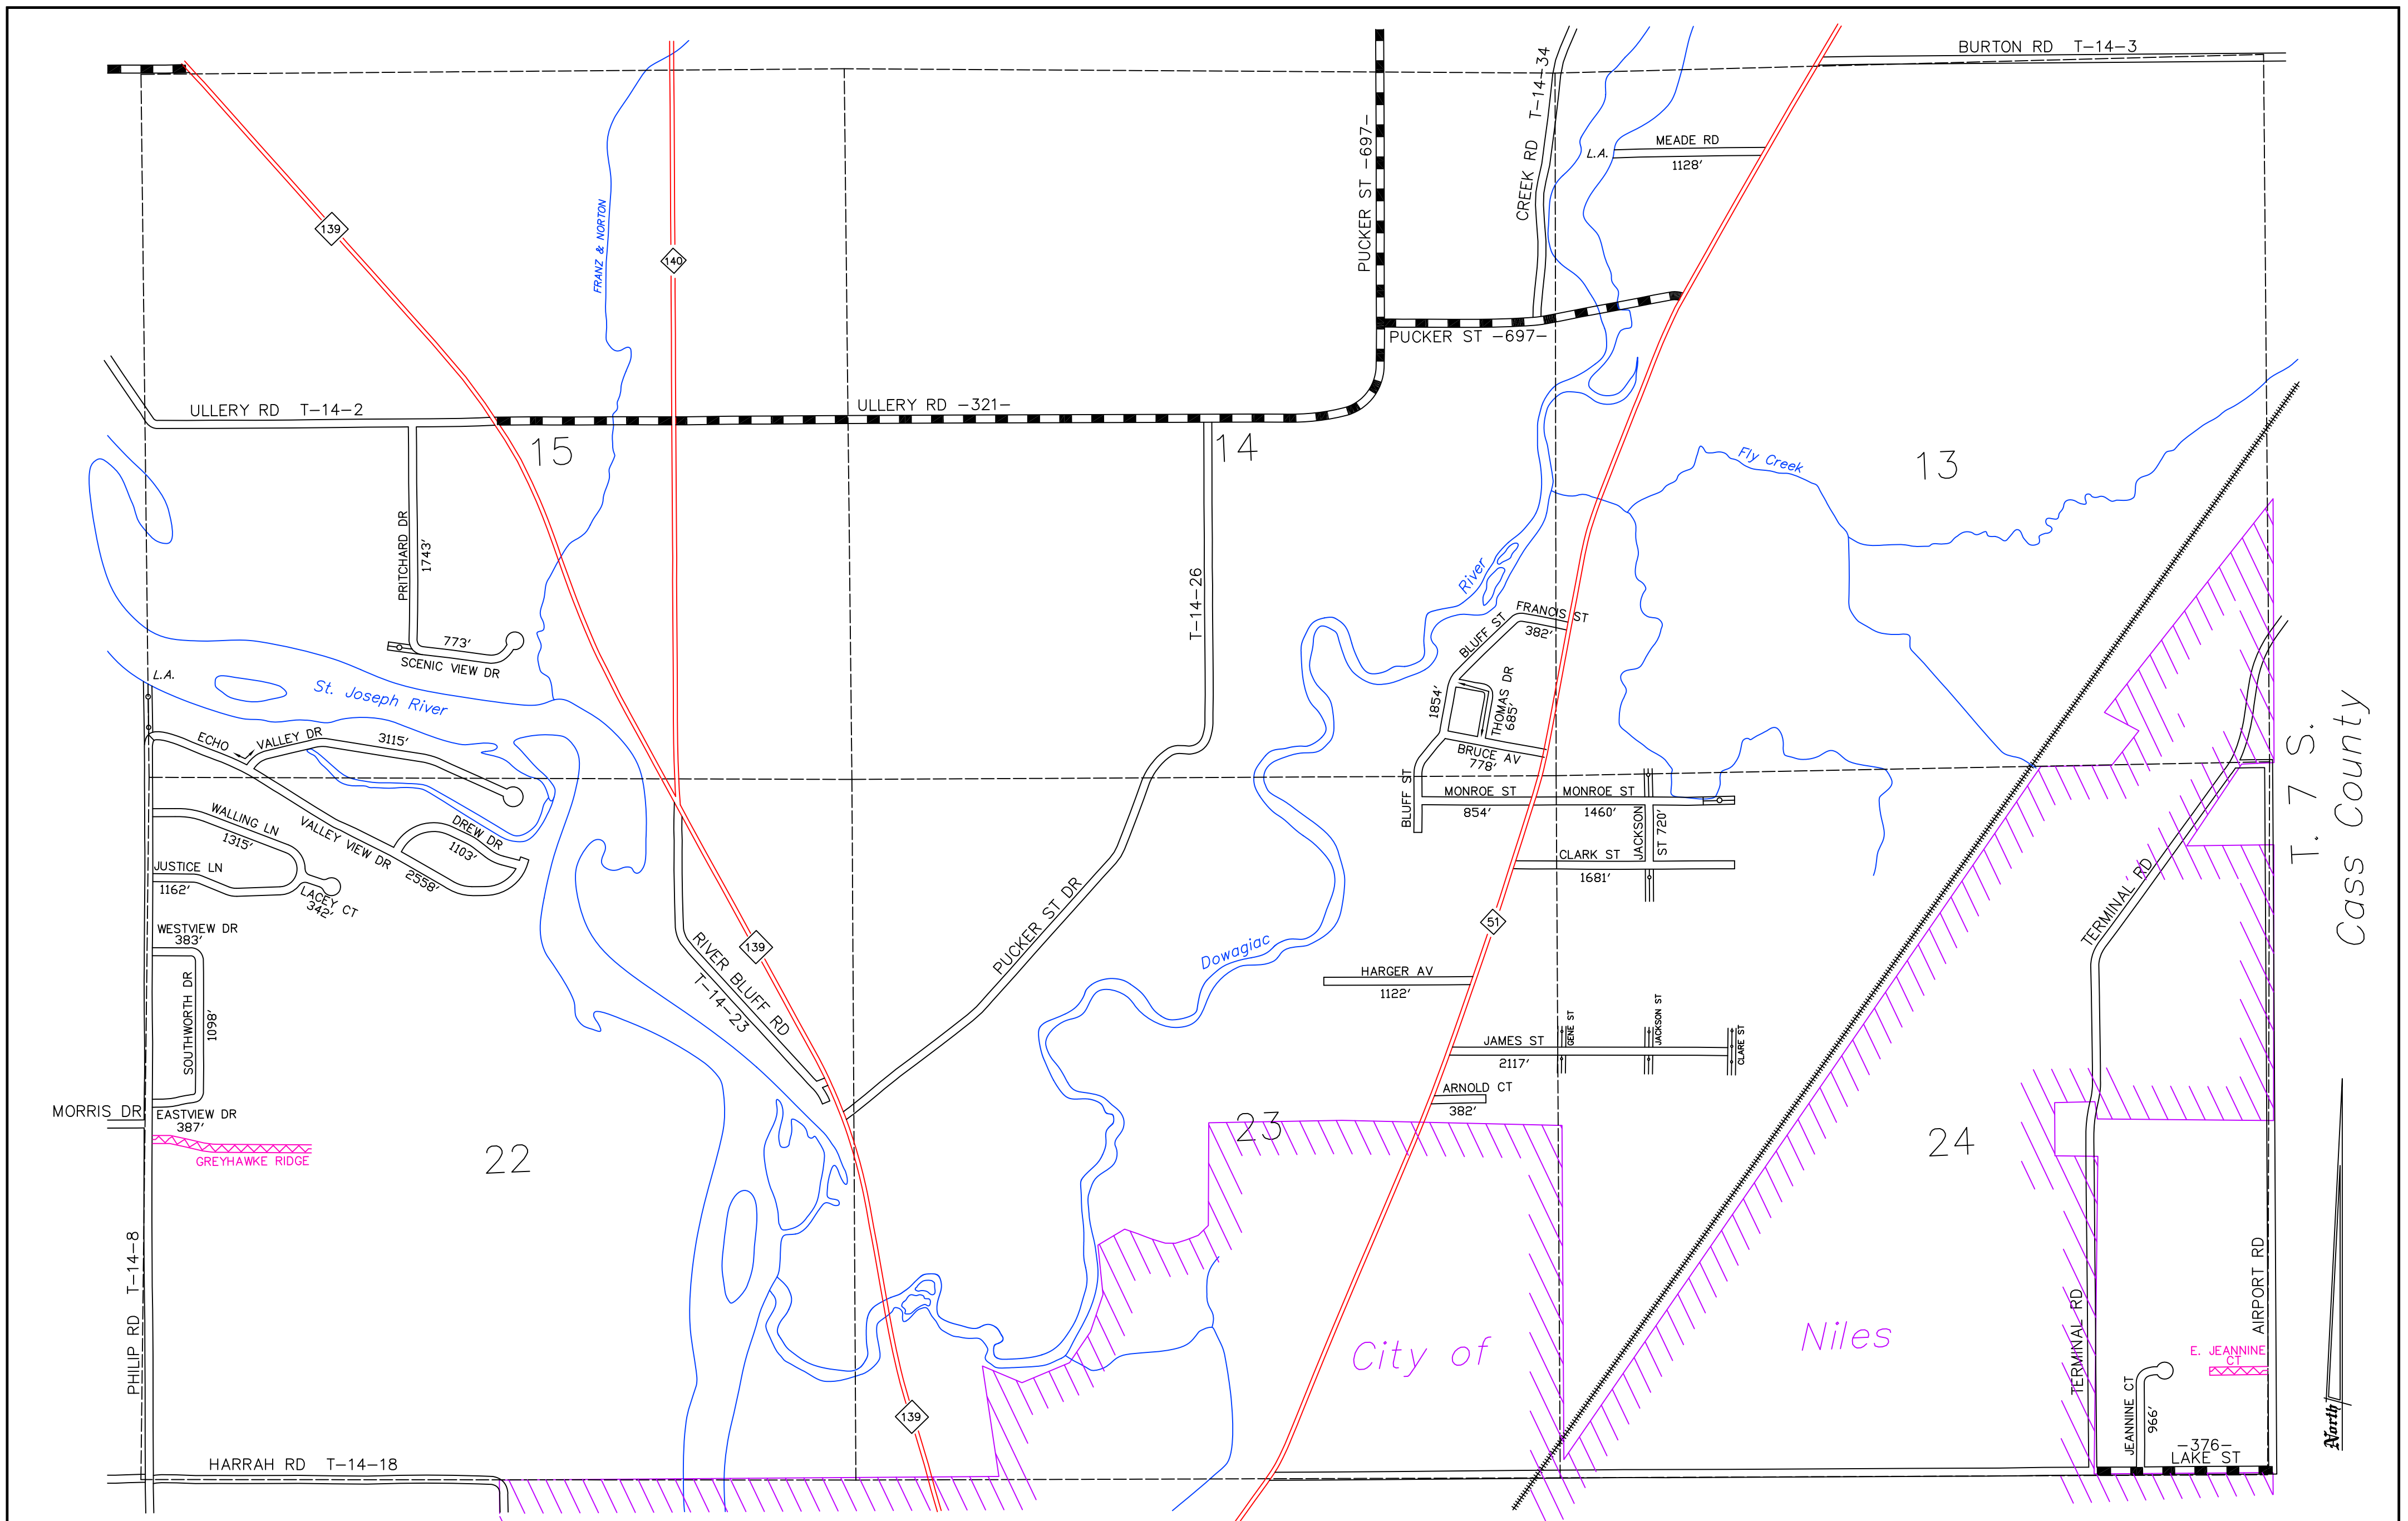 BURTON RD T-14-3
CREEK RD T-14-34
PUCKER ST -697-
MEADE RD
L.A.
1128'
139
140
FRANZ & NORTON
PUCKER ST -697-
ULLERY RD T-14-2
ULLERY RD -321-
15
14
13
Fly Creek
PRITCHARD DR
1743'
T-14-26
River
773'
SCENIC VIEW DR
FRANCIS ST
382'
BLUFF ST
L.A.
St. Joseph River
1854'
THOMAS DR
685'
BRUCE AV
778'
ECHO VALLEY DR
3115'
T. 7 S.
Cass County
BLUFF ST
MONROE ST
854'
MONROE ST
1460'
JACKSON
ST 720'
WALLING LN
1315'
VALLEY VIEW DR
2558'
DREW DR
1103'
CLARK ST
1681'
JUSTICE LN
1162'
LACEY CT
342'
TERMINAL RD
51
WESTVIEW DR
383'
PUCKER ST DR
RIVER BLUFF RD
T-14-23
139
Dowagiac
HARGER AV
1122'
SOUTHWORTH DR
1098'
JAMES ST
2117'
GENE ST
JACKSON ST
CLARE ST
ARNOLD CT
382'
MORRIS DR
EASTVIEW DR
387'
GREYHAWKE RIDGE
22
23
24
PHILIP RD T-14-8
City of
Niles
TERMINAL RD
AIRPORT RD
E. JEANNINE
CT
JEANNINE CT
966'
139
North
HARRAH RD T-14-18
-376-
LAKE ST